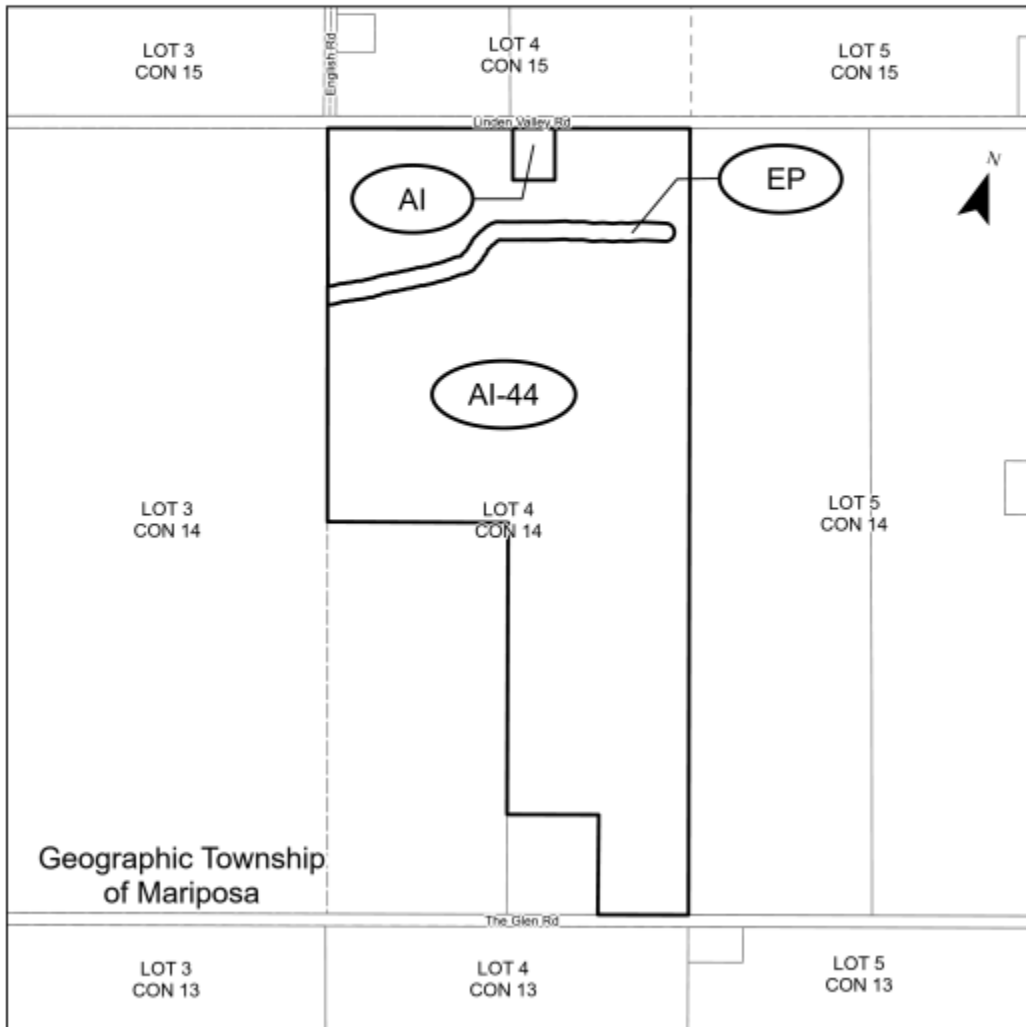 LOT 3
CON 15
English Rd
LOT 4
CON 15
LOT 5
CON 15
Linden Valley Rd
AI
EP
N
AI-44
LOT 3
CON 14
LOT 4
CON 14
LOT 5
CON 14
Geographic Township
of Mariposa
The Glen Rd
LOT 3
CON 13
LOT 4
CON 13
LOT 5
CON 13